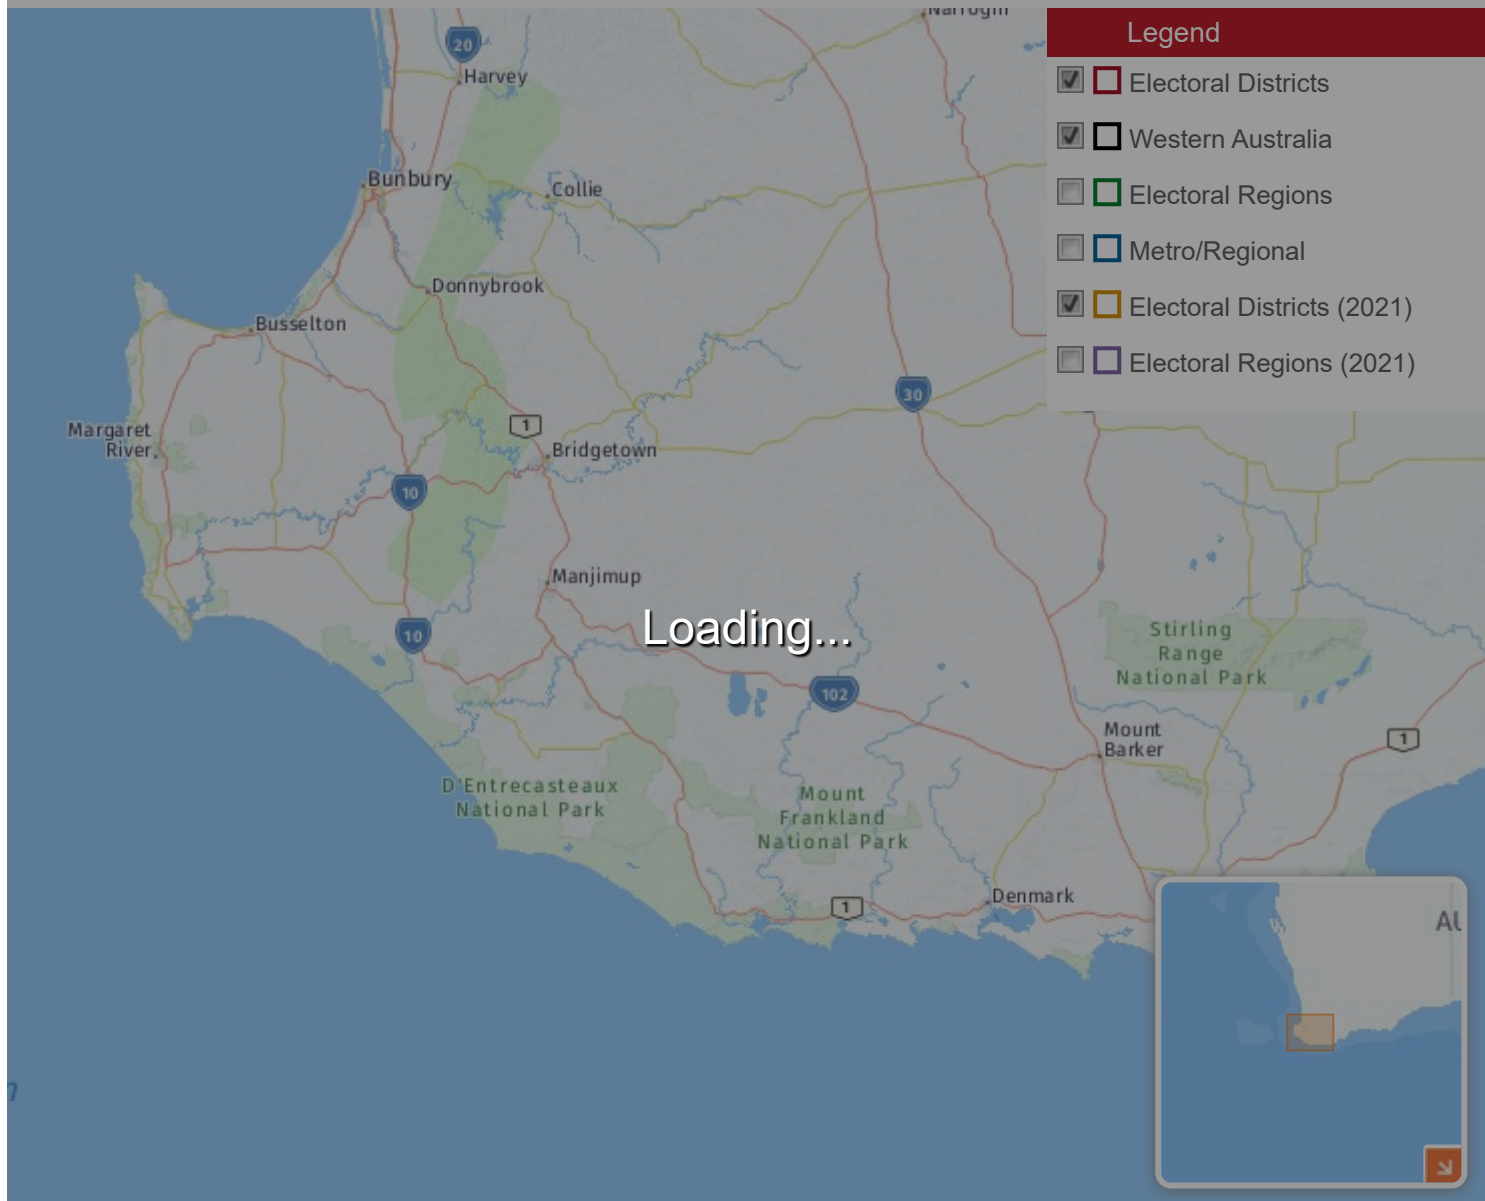 Narrogin
Legend
20
Harvey
Electoral Districts
Western Australia
Bunbury
Collie
Electoral Regions
Metro/Regional
Donnybrook
Electoral Districts (2021)
Busselton
Electoral Regions (2021)
30
1
Margaret
River
Bridgetown
10
Manjimup
Loading...
10
Stirling
Range
National Park
102
Mount
Barker
1
D'Entrecasteaux
National Park
Mount
Frankland
National Park
1
Denmark
AU